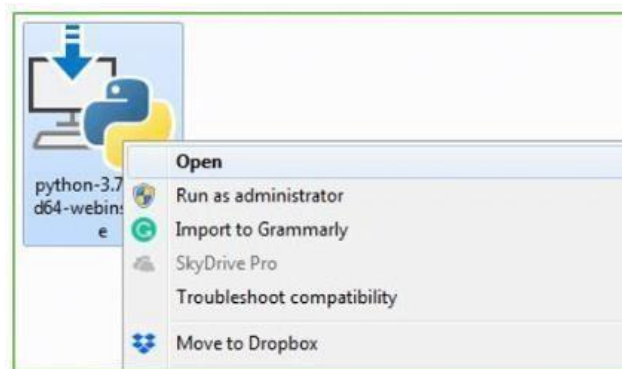 python-3.7
d64-webins
e
Open
Run as administrator
Import to Grammarly
SkyDrive Pro
Troubleshoot compatibility
Move to Dropbox